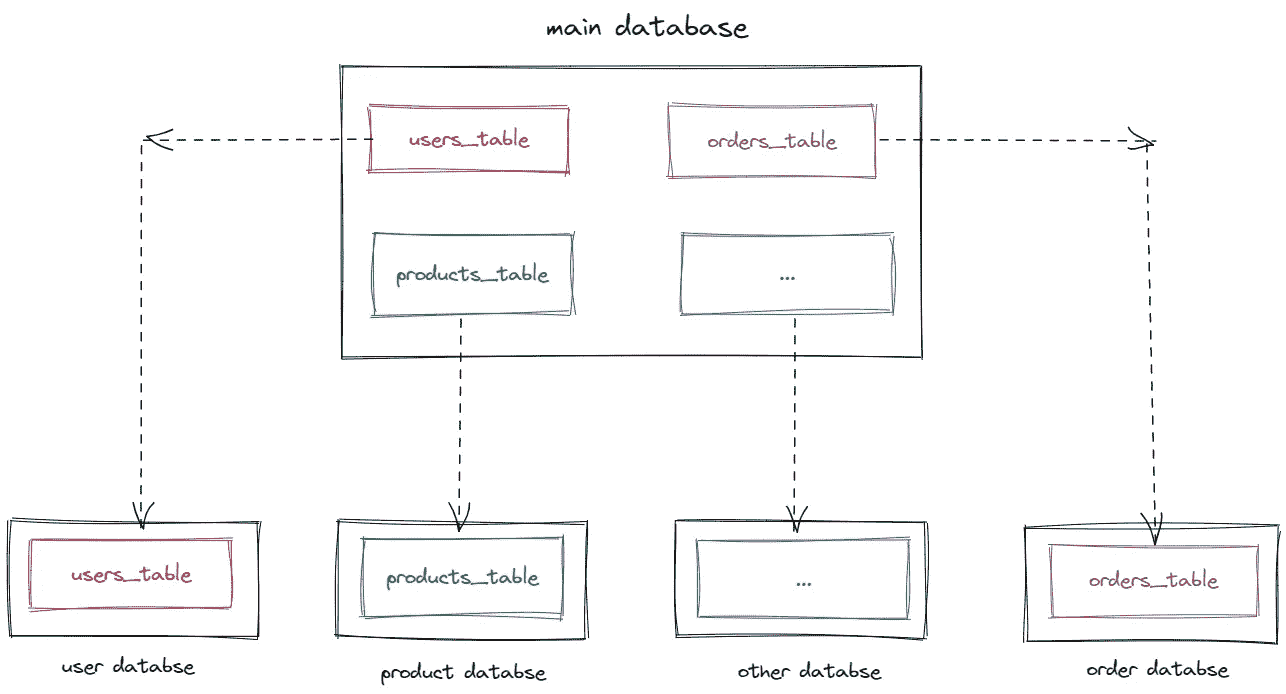 main database
users_table
orders_table
products_table
...
users_table
products_table
...
orders_table
user databse
product databse
other databse
order databse